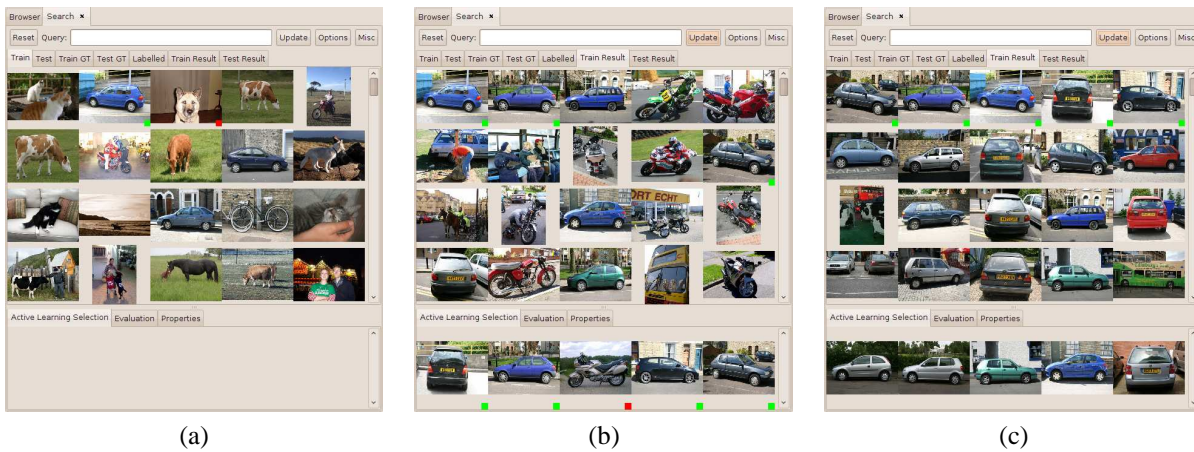 Browser Search ×
Reset Query: Update Options Misc
Train Test Train GT Test GT Labelled Train Result Test Result
Active Learning Selection Evaluation Properties
(a)
Browser Search ×
Reset Query: Update Options Misc
Train Test Train GT Test GT Labelled Train Result Test Result
ORT ECHT
Active Learning Selection Evaluation Properties
(b)
Browser Search ×
Reset Query: Update Options Misc
Train Test Train GT Test GT Labelled Train Result Test Result
Active Learning Selection Evaluation Properties
(c)